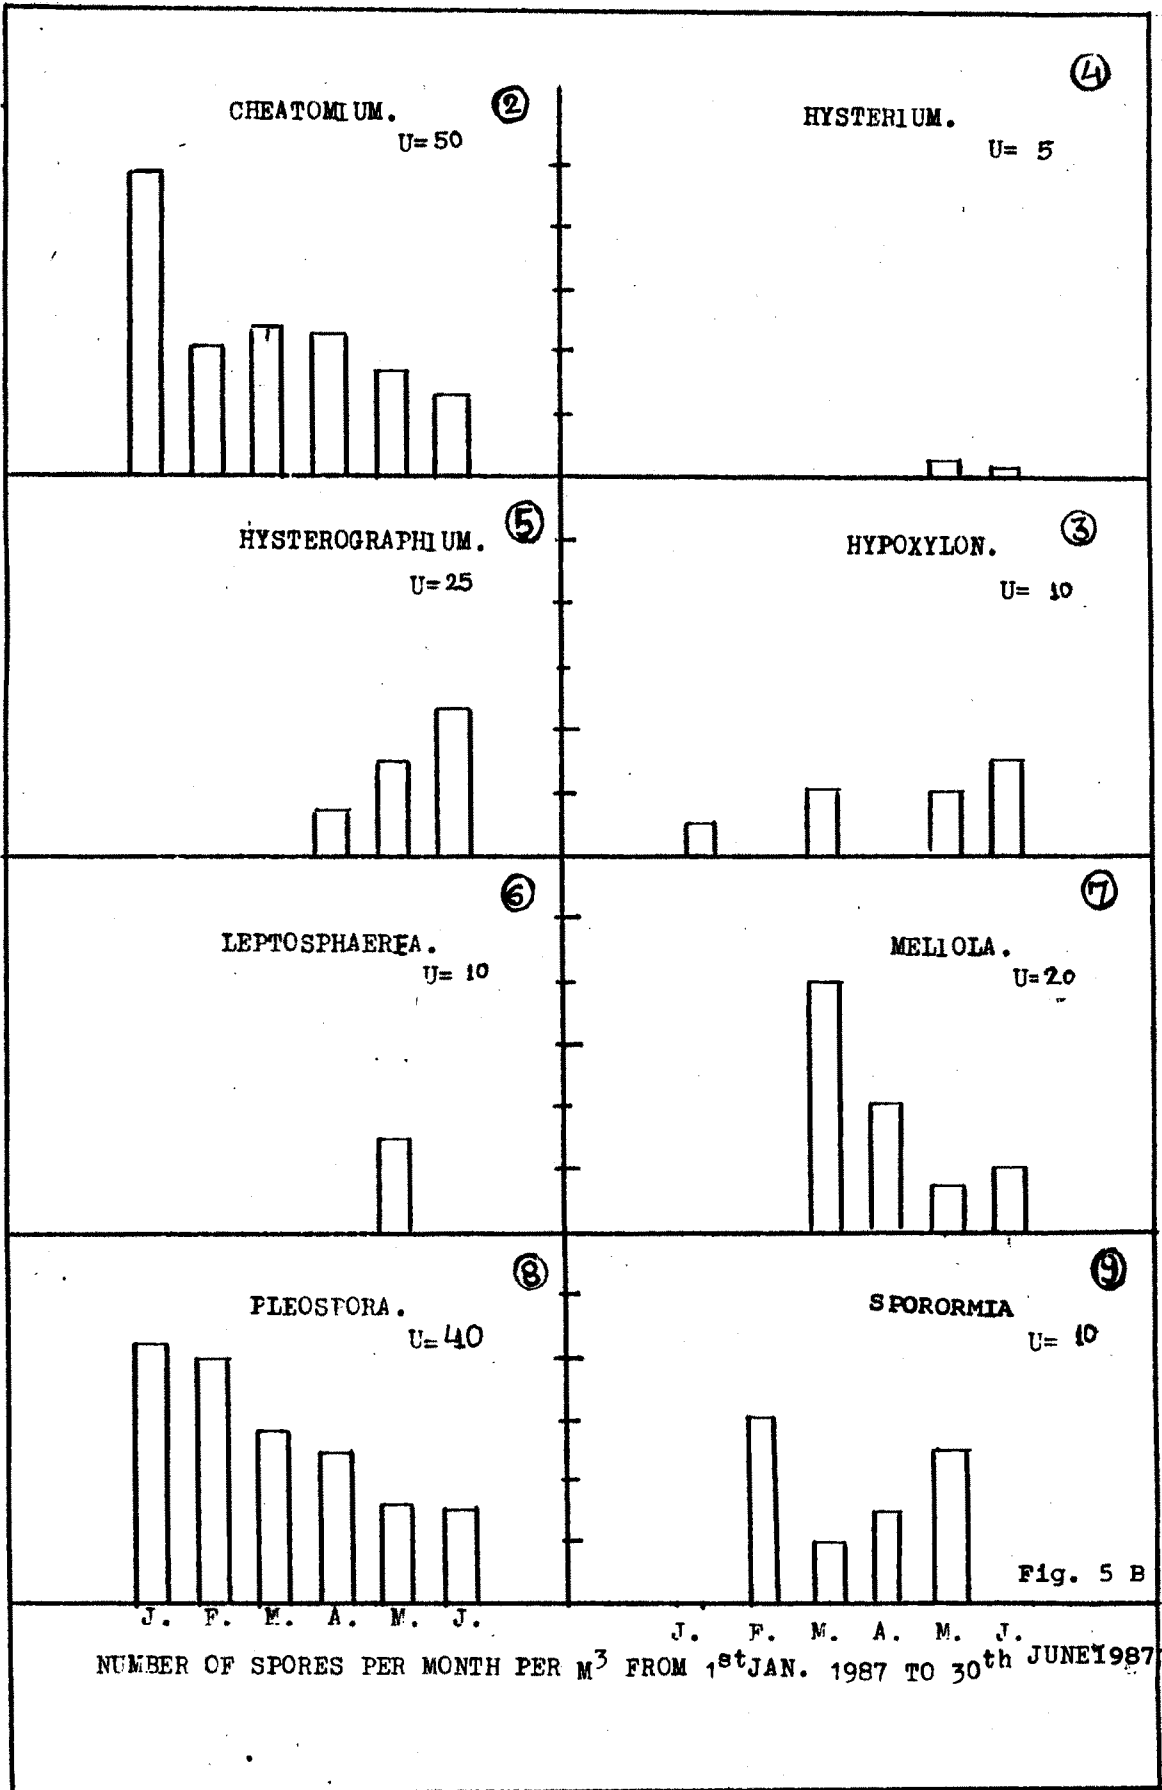 CHEATOMIUM. ②
U=50
④
HYSTERIUM.
U= 5
HYSTEROGRAPHIUM. ⑤
U=25
③
HYPOXYLON.
U= 10
⑥
LEPTOSPHAEREA.
U= 10
⑦
MELIOLA.
U=20
⑧
PLEOSTORA.
U=40
⑨
SPORORMIA
U= 10
Fig. 5 B
J. F. M. A. M. J.
J. F. M. A. M. J.
NUMBER OF SPORES PER MONTH PER M³ FROM 1st JAN. 1987 TO 30th JUNE 1987